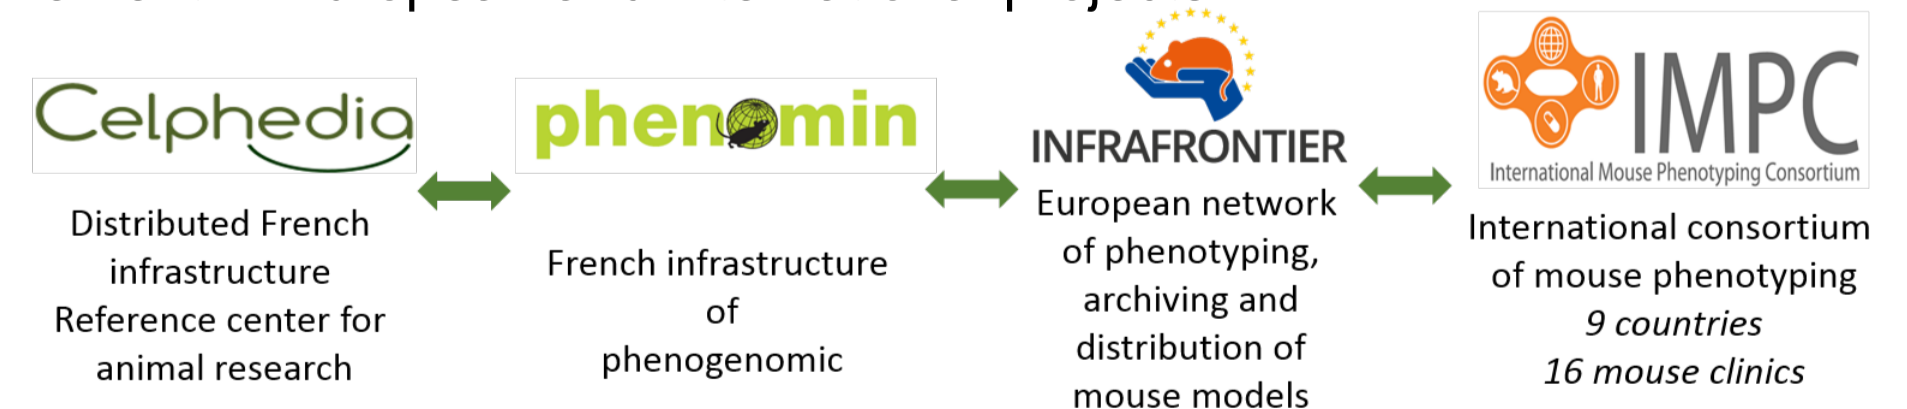 Celphedia
Distributed French
infrastructure
Reference center for
animal research
phenomin
French infrastructure
of
phenogenomic
INFRAFRONTIER
European network
of phenotyping,
archiving and
distribution of
mouse models
IMPC
International Mouse Phenotyping Consortium
International consortium
of mouse phenotyping
9 countries
16 mouse clinics